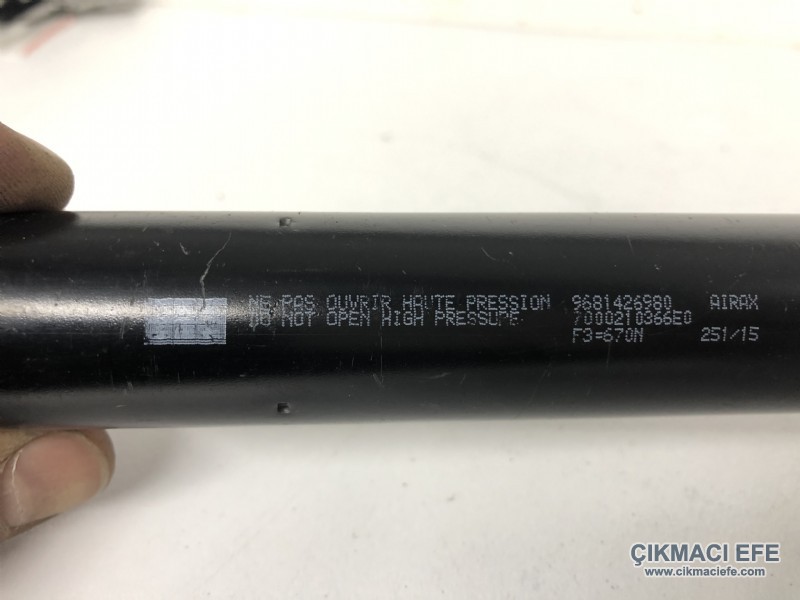 NE PAS OUVRIR HAUTE PRESSION 9681426980 AIRAX
DO NOT OPEN HIGH PRESSURE 7000210366E0
F3=670N 251/15
ÇIKMACI EFE
www.cikmaciefe.com